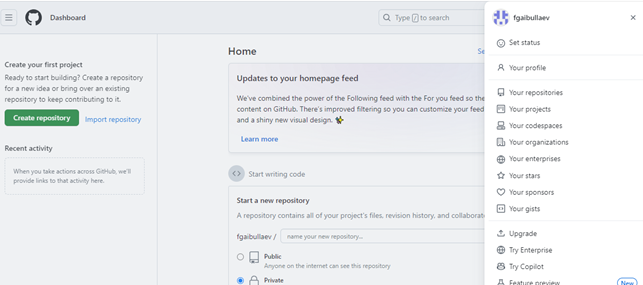 Dashboard
Type / to search
fgaibullaev
Set status
Your profile
Your repositories
Your projects
Your codespaces
Your organizations
Your enterprises
Your stars
Your sponsors
Your gists
Upgrade
Try Enterprise
Try Copilot
Feature preview
New
Create your first project
Ready to start building? Create a repository
for a new idea or bring over an existing
repository to keep contributing to it.
Create repository
Import repository
Recent activity
When you take actions across GitHub, we'll
provide links to that activity here.
Home
Updates to your homepage feed
We've combined the power of the Following feed with the For you feed so the
content on GitHub. There's improved filtering so you can customize your feed
and a shiny new visual design.
Learn more
Start writing code
Start a new repository
A repository contains all of your project's files, revision history, and collaborat
fgaibullaev /
name your new repository...
Public
Anyone on the internet can see this repository
Private